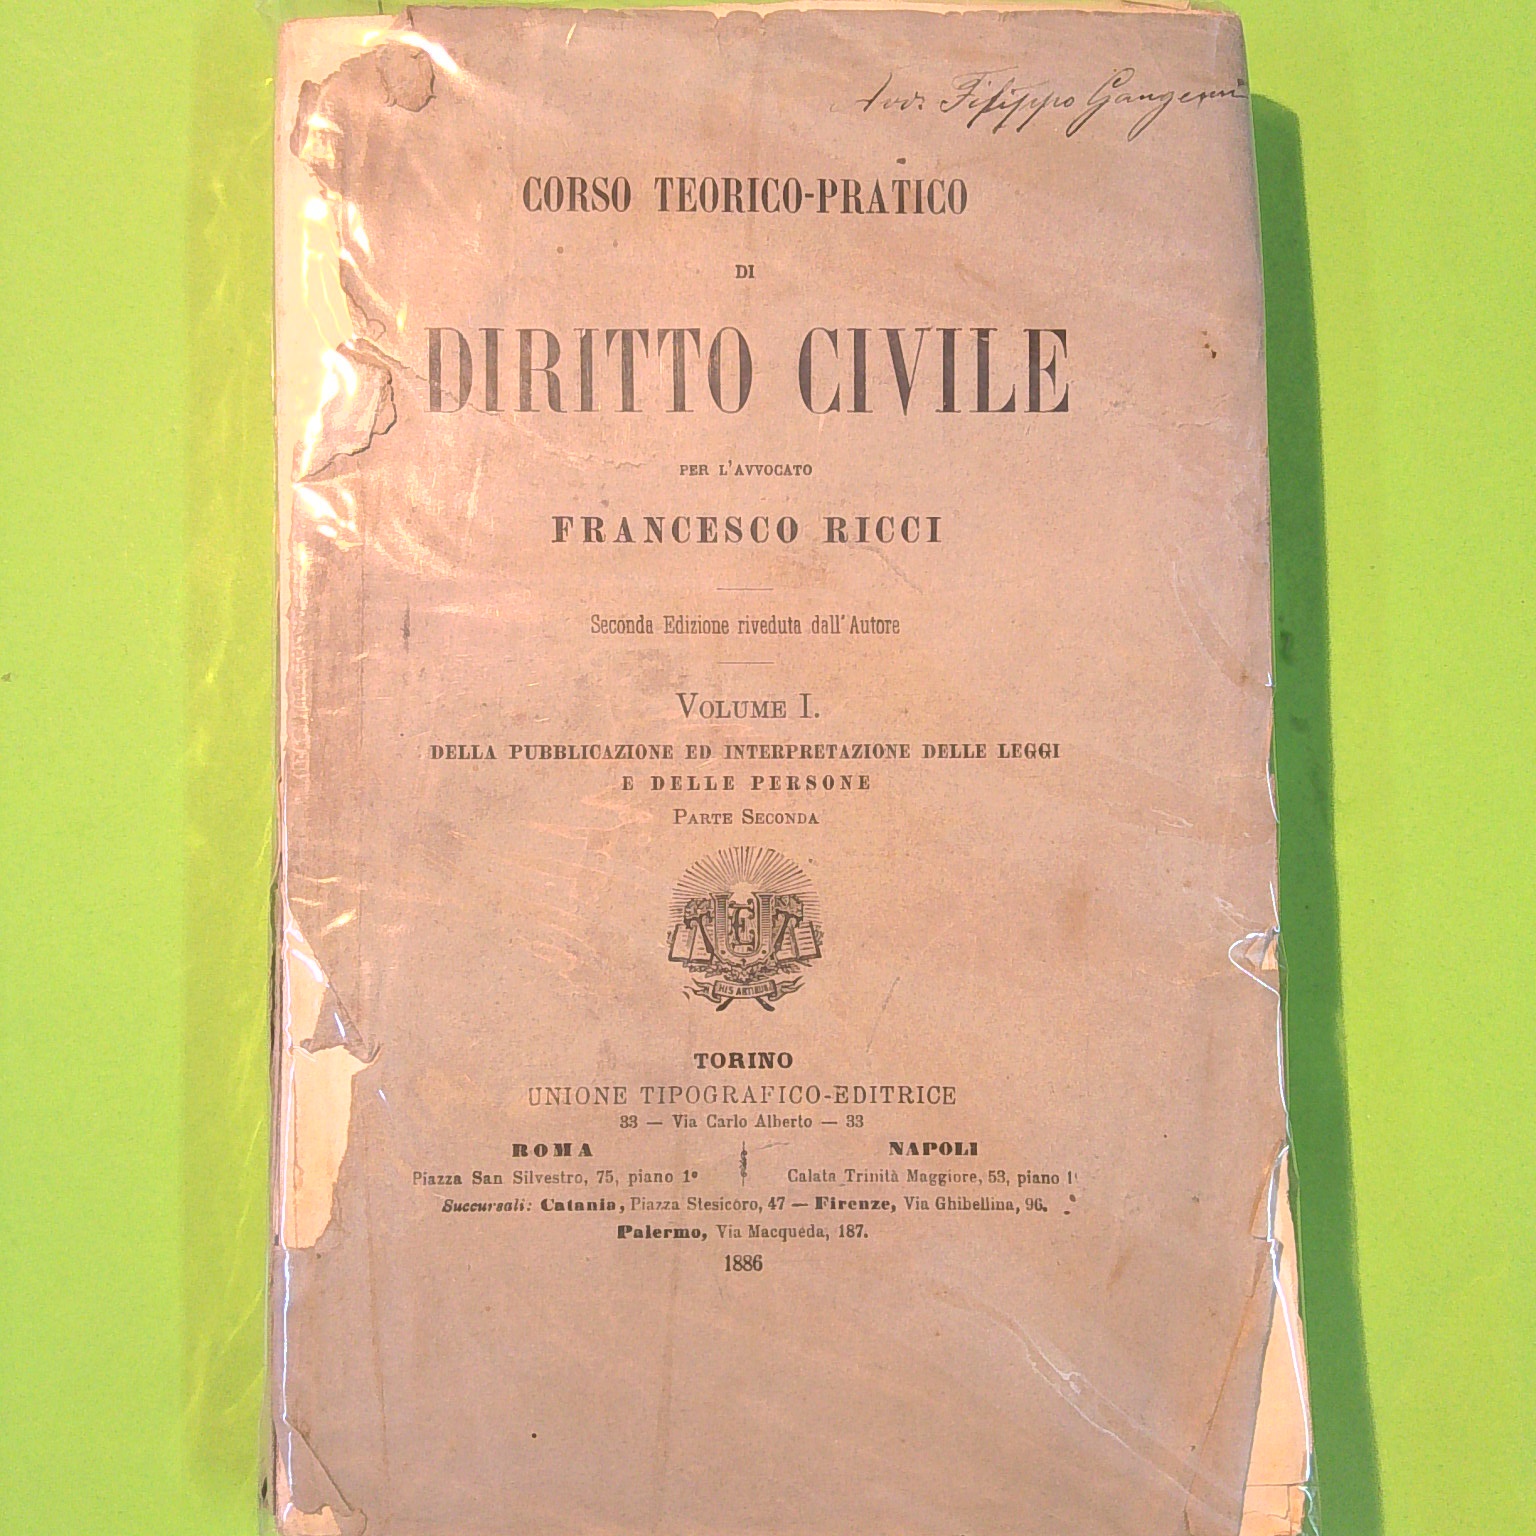 Avv. Filippo
CORSO TEORICO-PRATICO
DI
DIRITTO CIVILE
PER L'AVVOCATO
FRANCESCO RICCI
Seconda Edizione riveduta dall'Autore
VOLUME I.
DELLA PUBBLICAZIONE ED INTERPRETAZIONE DELLE LEGGI
E DELLE PERSONE
PARTE SECONDA
UTET
HIS ARTIBUS
TORINO
UNIONE TIPOGRAFICO-EDITRICE
33 — Via Carlo Alberto — 33
ROMA NAPOLI
Piazza San Silvestro, 75, piano 1° Calata Trinità Maggiore, 53, piano 1°
Succursali: Catania, Piazza Stesicoro, 47 — Firenze, Via Ghibellina, 96.
Palermo, Via Macqueda, 187.
1886